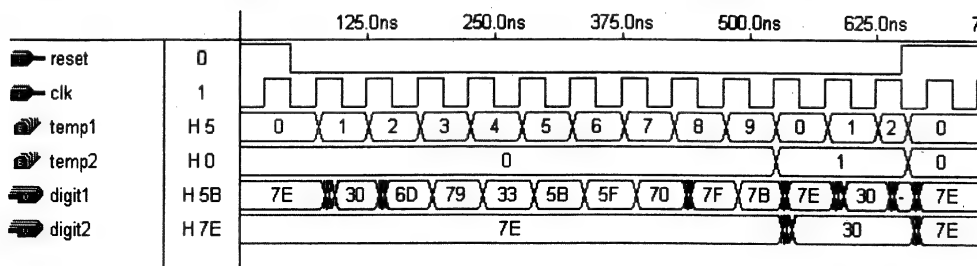 125.0ns 250.0ns 375.0ns 500.0ns 625.0ns 7
reset 0
clk 1
temp1 H 5 0 1 2 3 4 5 6 7 8 9 0 1 2 0
temp2 H 0 0 1 0
digit1 H 5B 7E 30 6D 79 33 5B 5F 70 7F 7B 7E 30 - 7E
digit2 H 7E 7E 30 7E